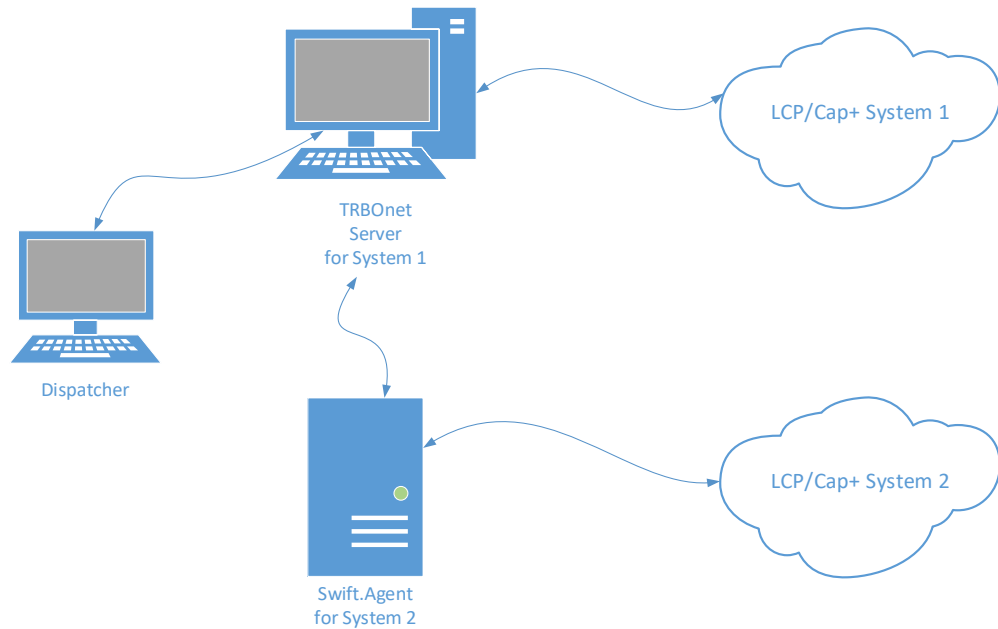 LCP/Cap+ System 1
TRBOnet
Server
for System 1
Dispatcher
LCP/Cap+ System 2
Swift.Agent
for System 2